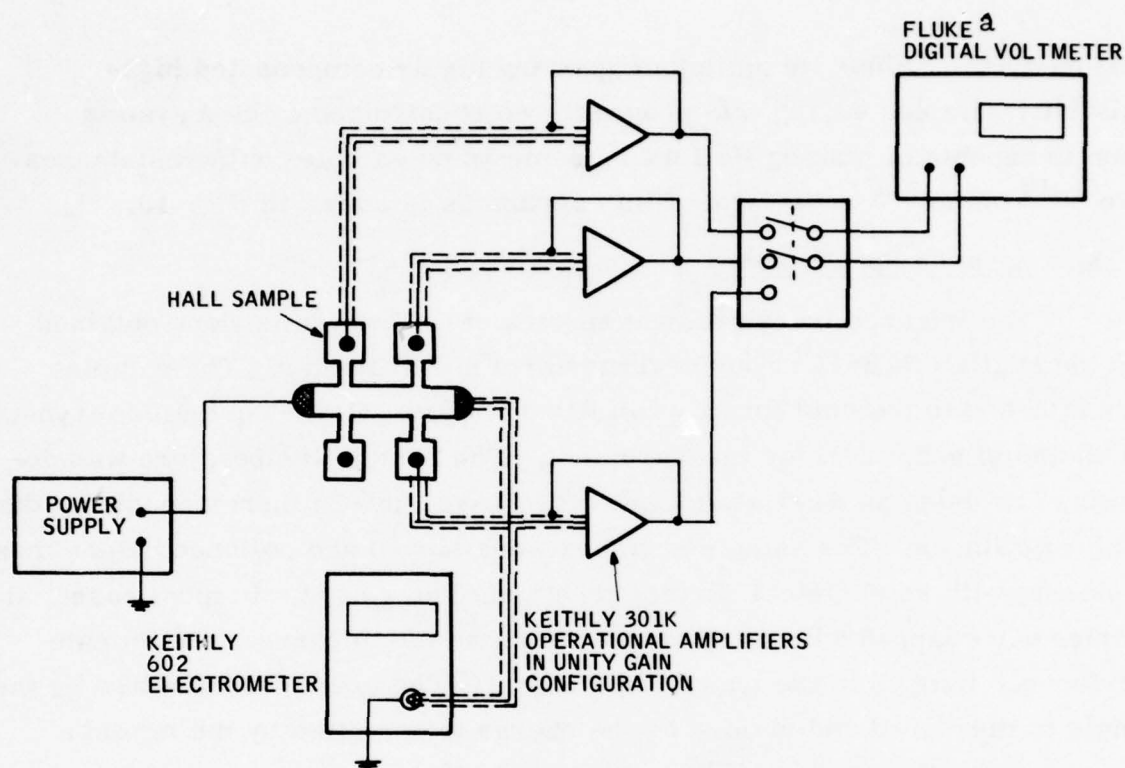 FLUKE â
DIGITAL VOLTMETER
HALL SAMPLE
POWER
SUPPLY
KEITHLY
602
ELECTROMETER
KEITHLY 301K
OPERATIONAL AMPLIFIERS
IN UNITY GAIN
CONFIGURATION